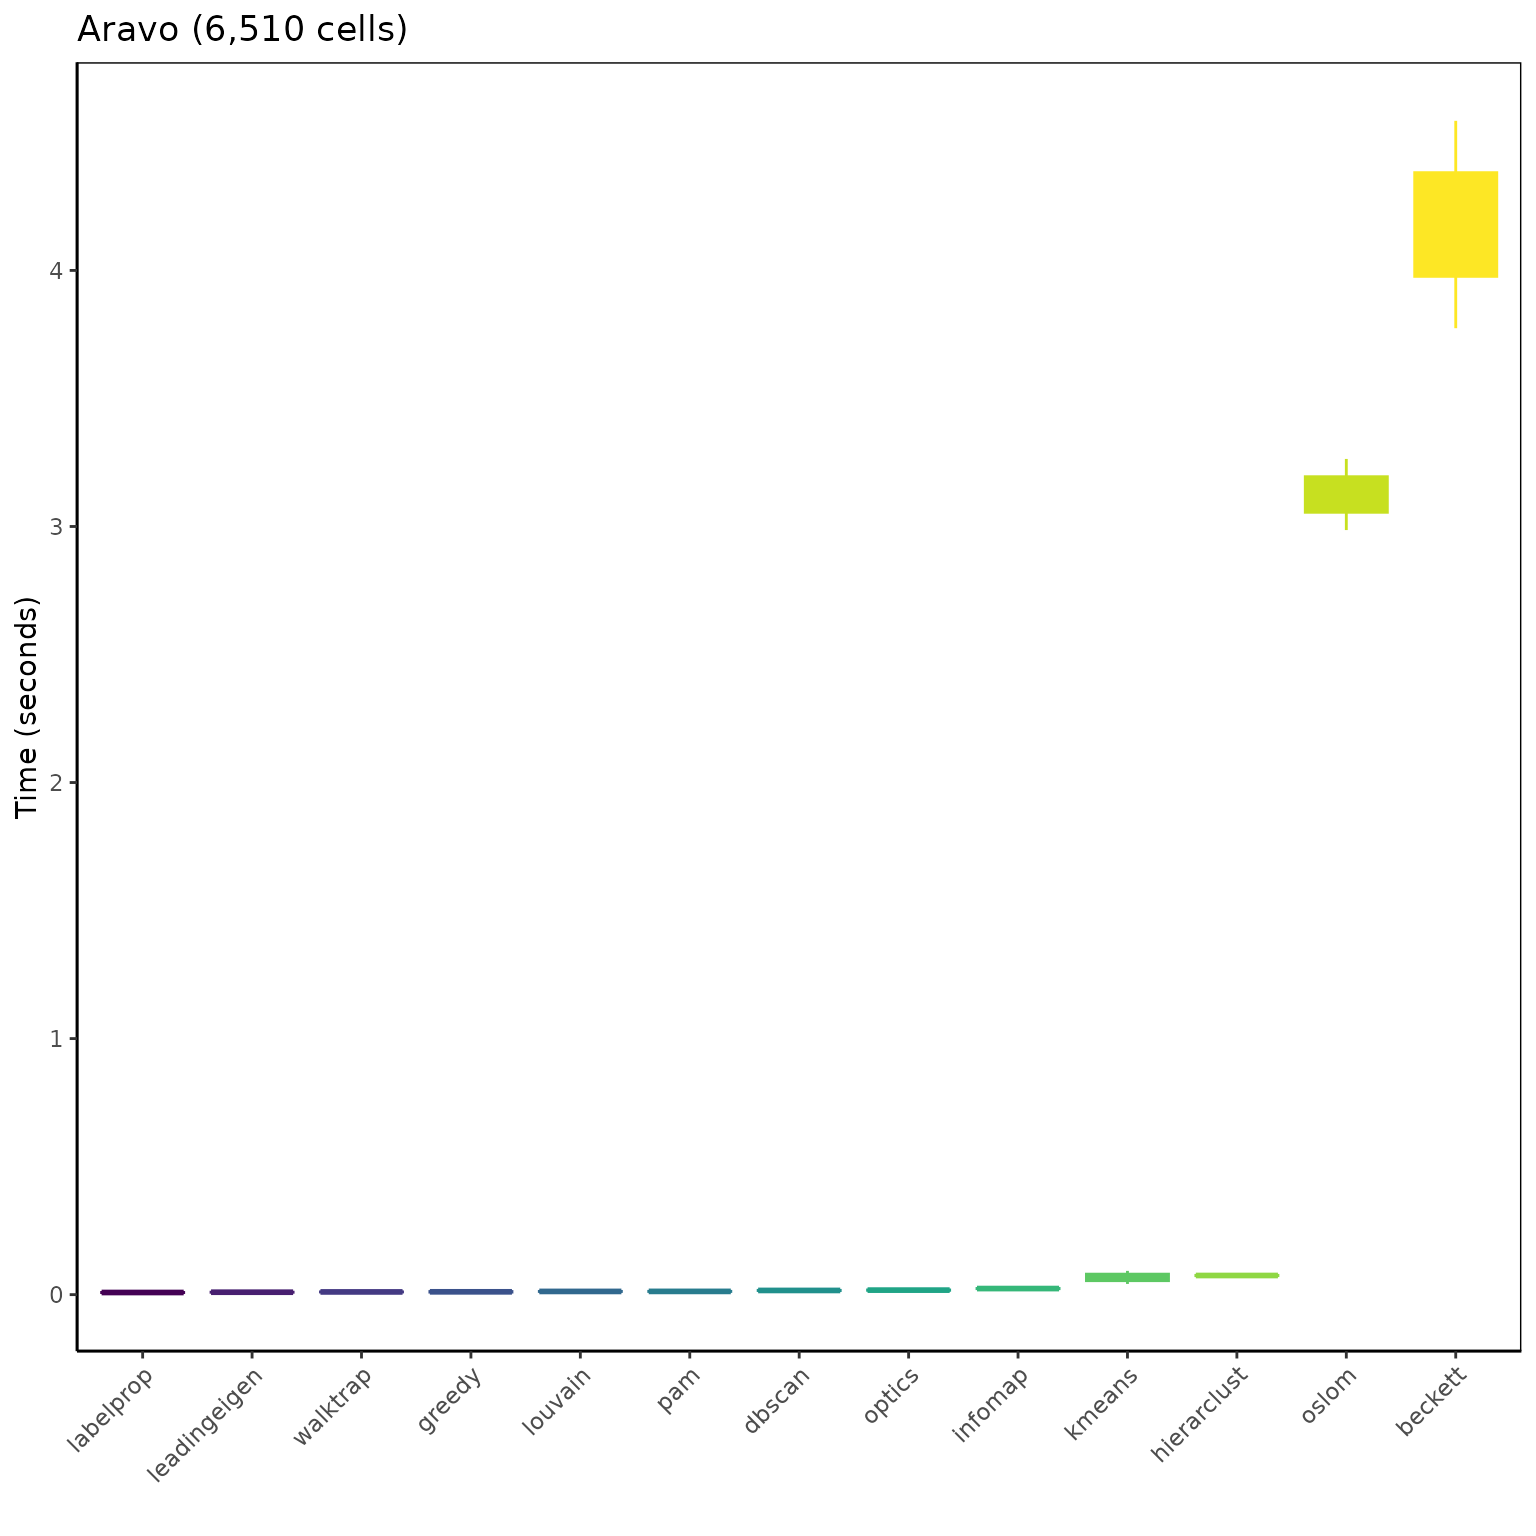 Aravo (6,510 cells)
Time (seconds)
4
3
2
1
0
labelprop
leadingeigen
walktrap
greedy
louvain
pam
dbscan
optics
infomap
kmeans
hierarclust
oslom
beckett